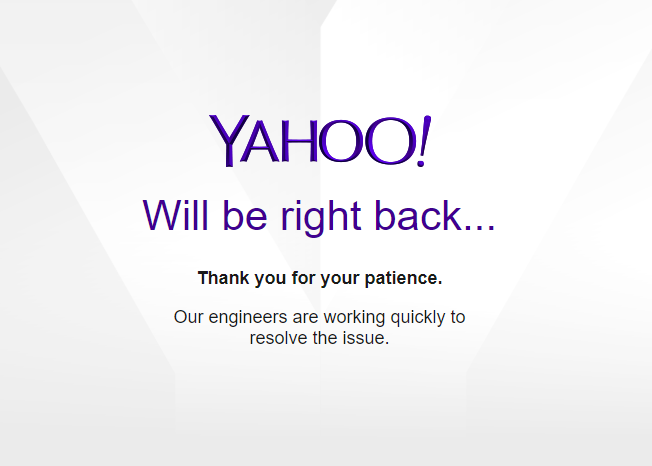 YAHOO!
Will be right back...
Thank you for your patience.
Our engineers are working quickly to
resolve the issue.